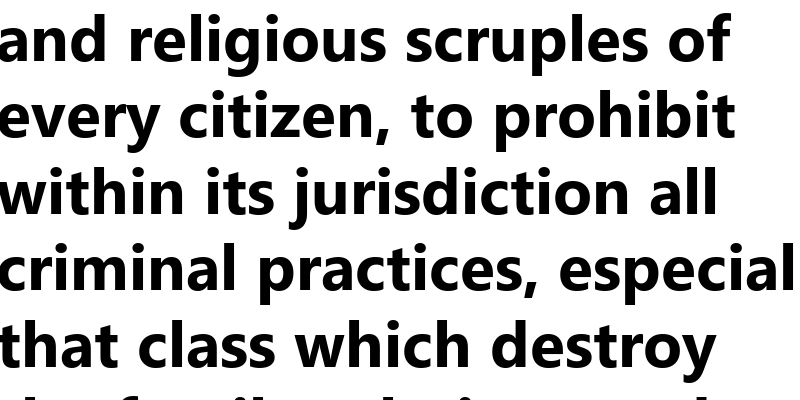 and religious scruples of
every citizen, to prohibit
within its jurisdiction all
criminal practices, especial
that class which destroy